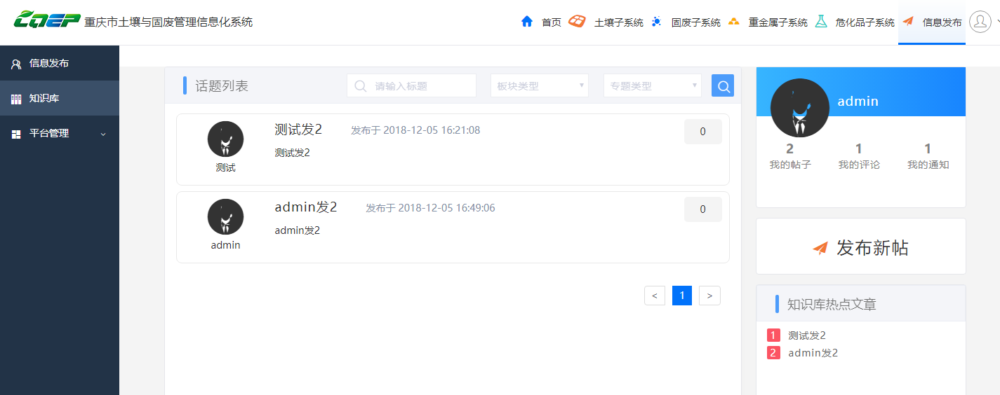 CQEP 重庆市土壤与固废管理信息化系统
首页 土壤子系统 固废子系统 重金属子系统 危化品子系统 信息发布
信息发布
知识库
平台管理
话题列表 请输入标题 板块类型 专题类型
测试发2 发布于 2018-12-05 16:21:08 0
测试发2
测试
admin发2 发布于 2018-12-05 16:49:06 0
admin发2
admin
< 1 >
admin
2 1 1
我的帖子 我的评论 我的通知
发布新帖
知识库热点文章
1 测试发2
2 admin发2